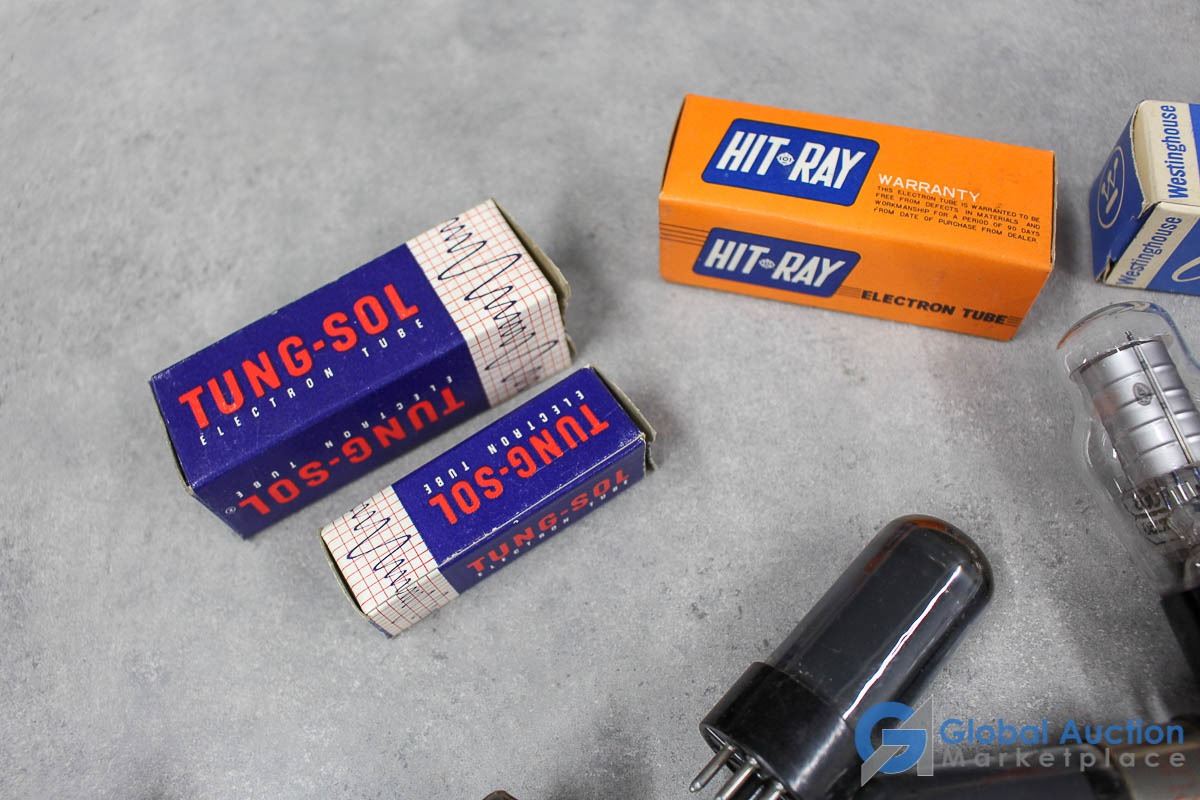 HIT RAY
WARRANTY
THIS ELECTRON TUBE IS WARRANTED TO BE
FREE FROM DEFECTS IN MATERIALS AND
WORKMANSHIP FOR A PERIOD OF 90 DAYS
FROM DATE OF PURCHASE FROM DEALER
HIT RAY
ELECTRON TUBE
W
Westinghouse
Westinghouse
TUNG-SOL
ELECTRON TUBE
TUNG-SOL®
ELECTRON TUBE
TUNG-SOL
ELECTRON TUBE
TUNG-SOL
ELECTRON TUBE
Global Auction
Marketplace